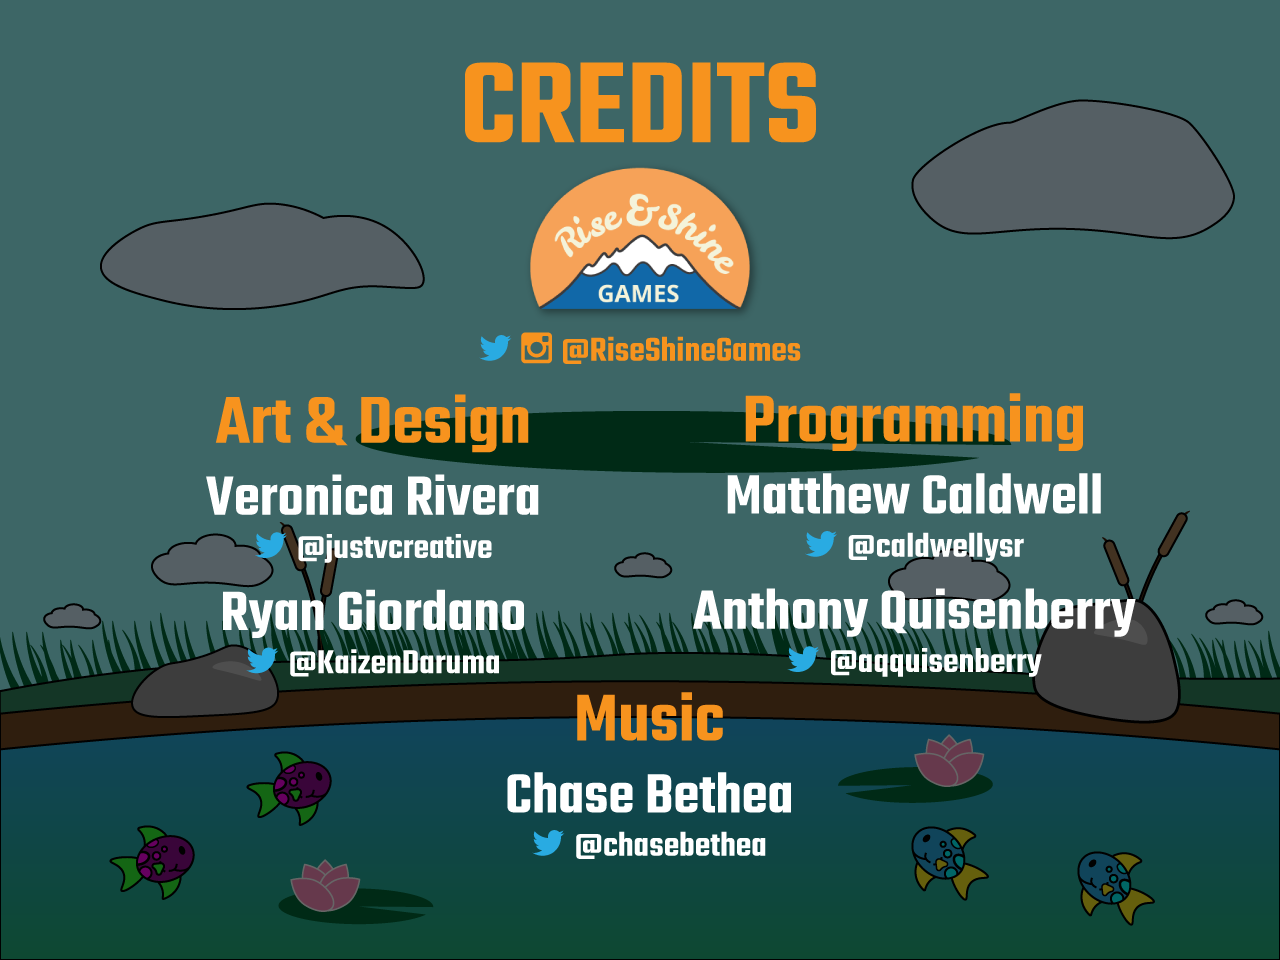 CREDITS
Rise & Shine
GAMES
@RiseShineGames
Art & Design
Veronica Rivera
@justvcreative
Ryan Giordano
@KaizenDaruma
Programming
Matthew Caldwell
@caldwellysr
Anthony Quisenberry
@aqquisenberry
Music
Chase Bethea
@chasebethea